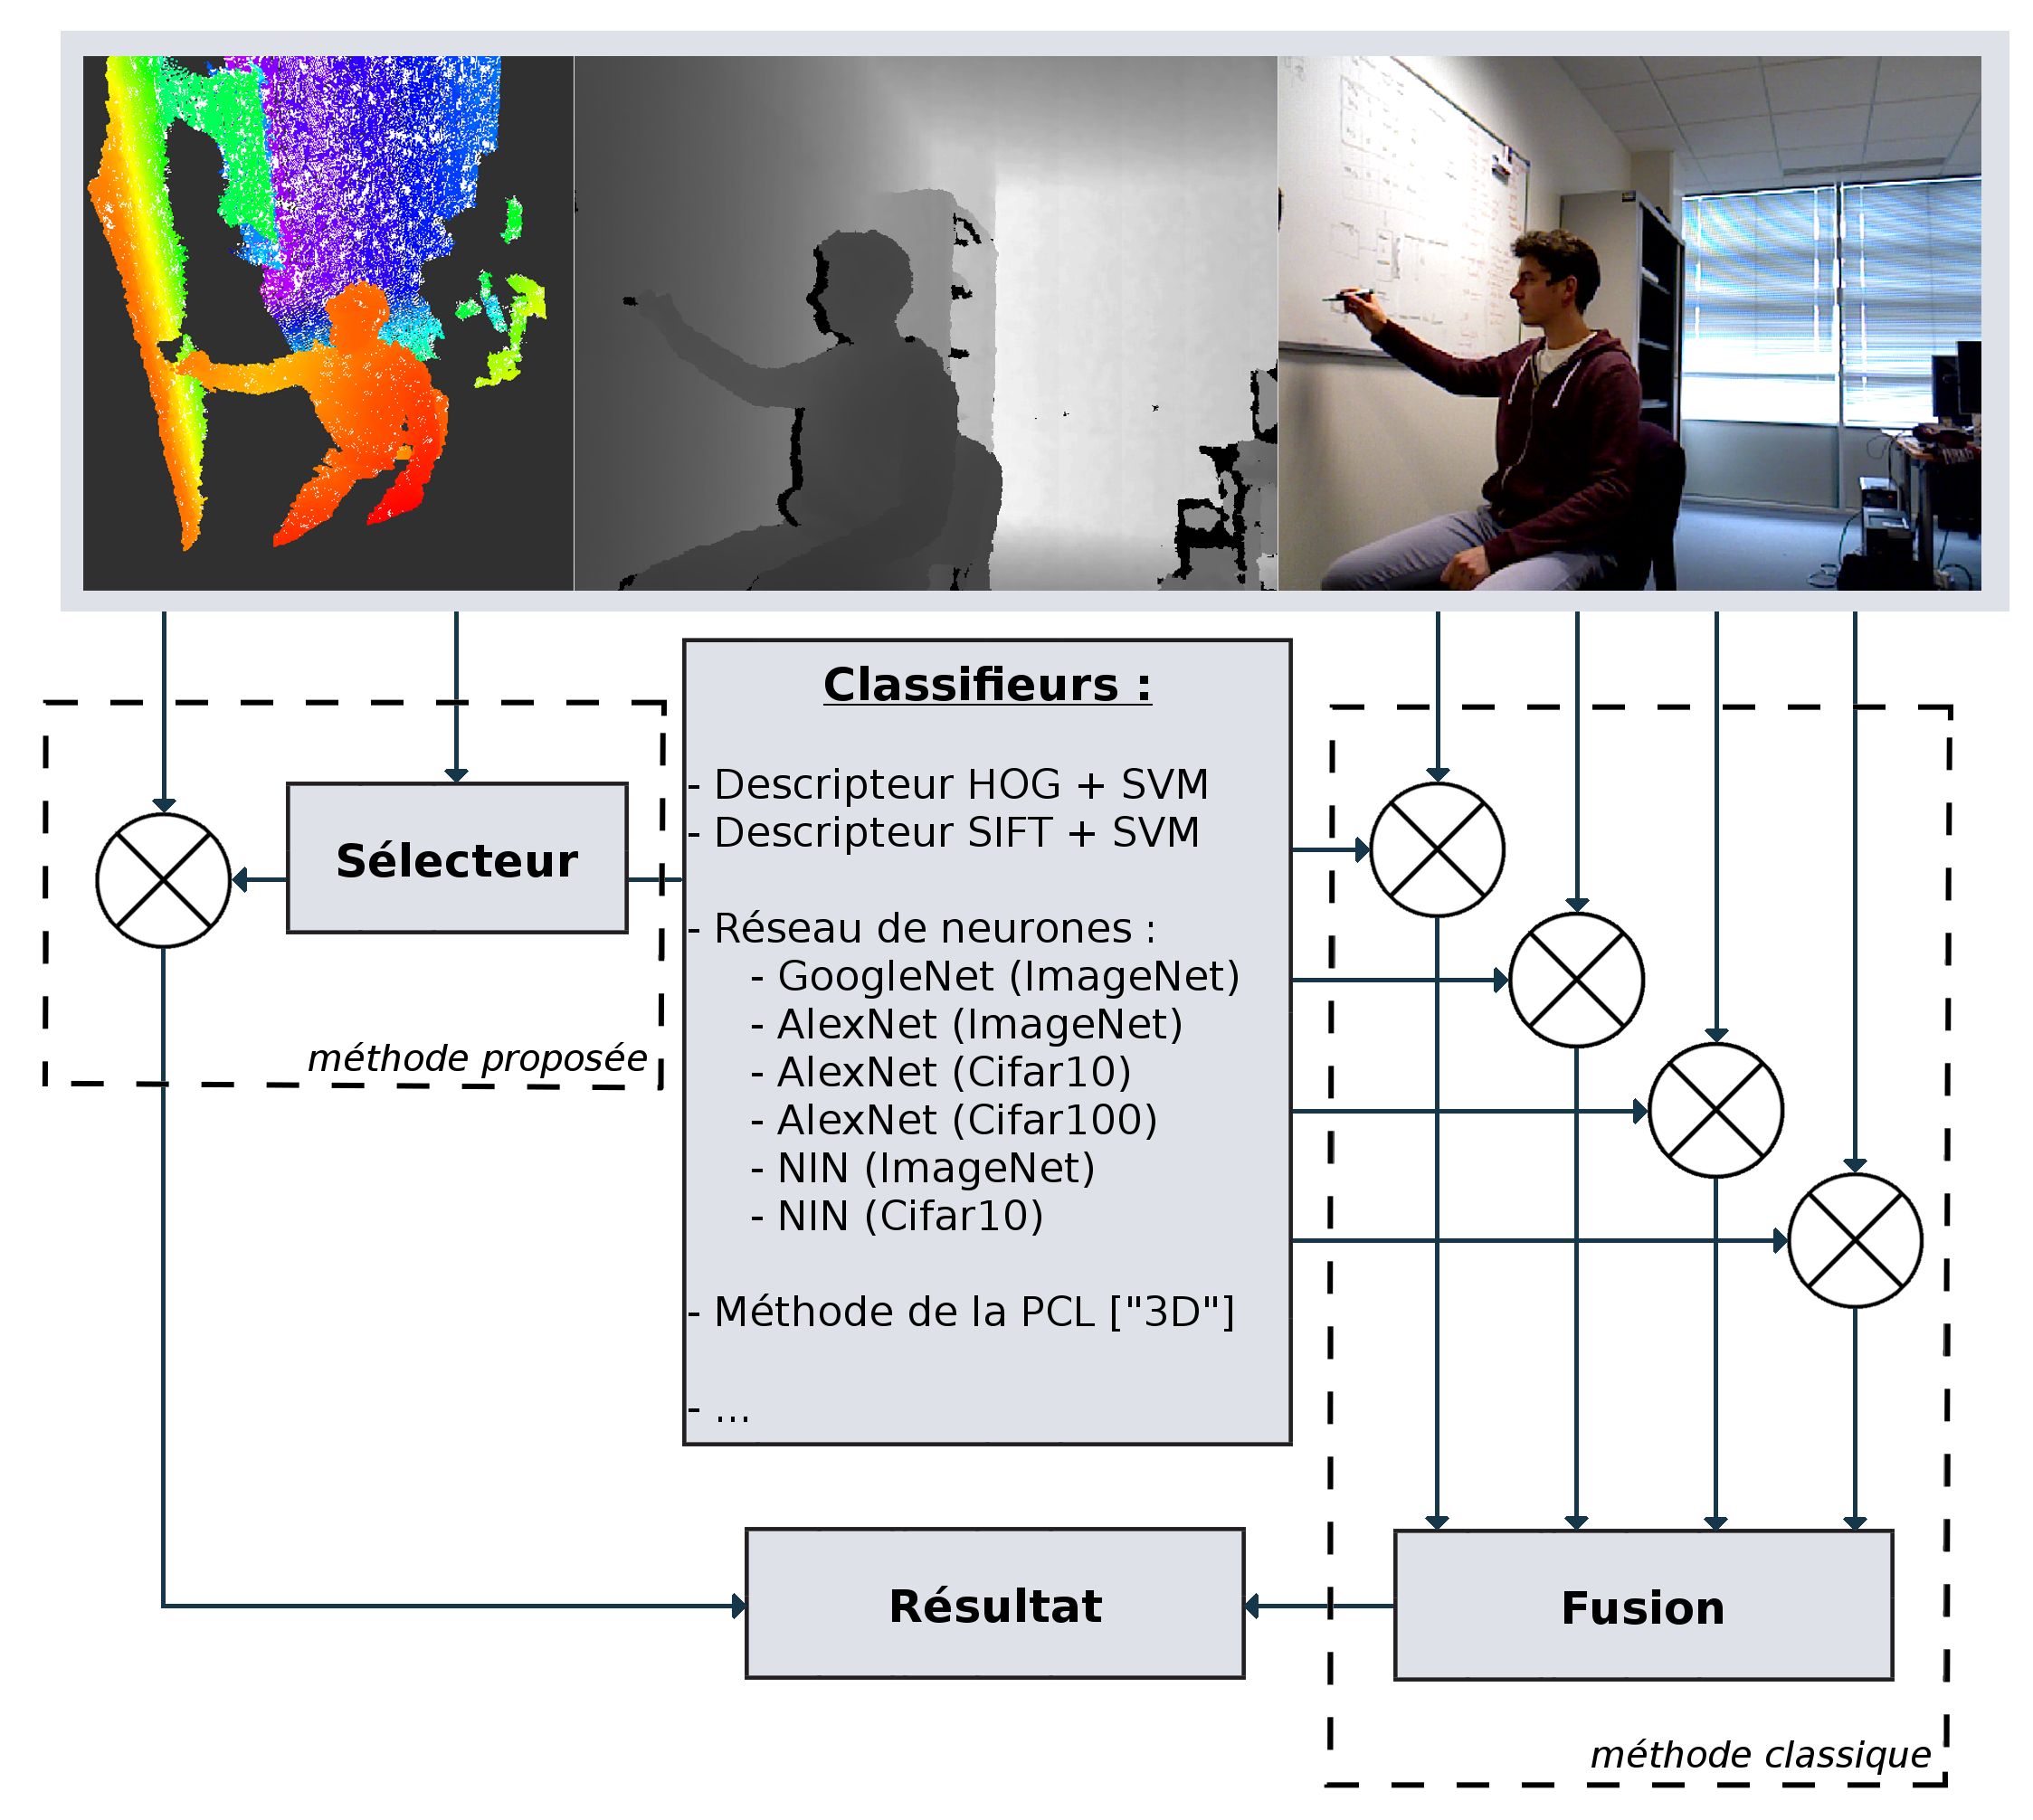 Classifieurs :
- Descripteur HOG + SVM
- Descripteur SIFT + SVM
- Réseau de neurones :
- GoogleNet (ImageNet)
- AlexNet (ImageNet)
- AlexNet (Cifar10)
- AlexNet (Cifar100)
- NIN (ImageNet)
- NIN (Cifar10)
- Méthode de la PCL ["3D"]
- ...
Sélecteur
méthode proposée
Résultat
Fusion
méthode classique